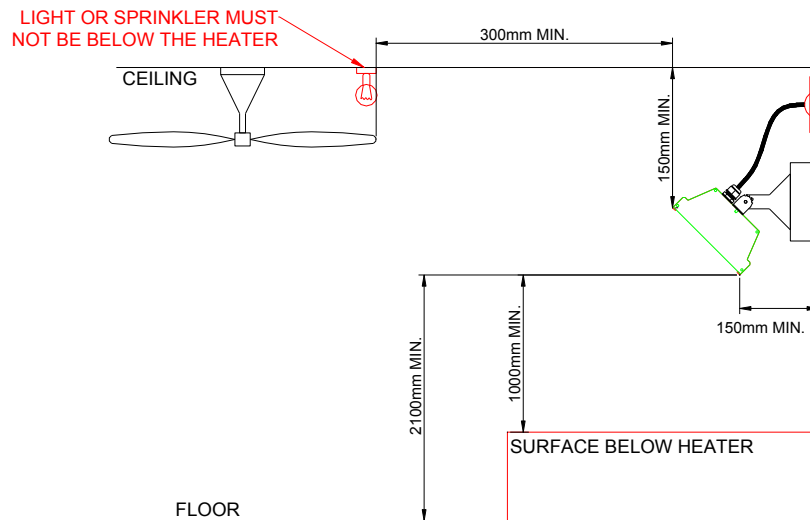 LIGHT OR SPRINKLER MUST
NOT BE BELOW THE HEATER
300mm MIN.
CEILING
150mm MIN.
150mm MIN.
2100mm MIN.
1000mm MIN.
SURFACE BELOW HEATER
FLOOR